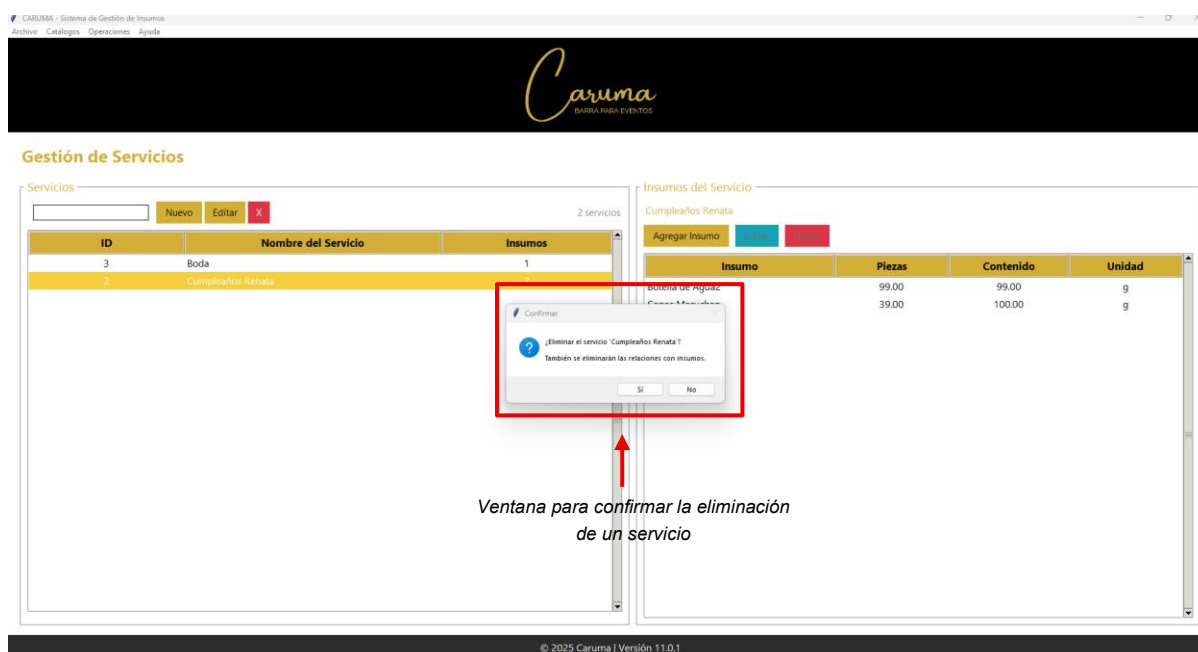 CARUMA - Sistema de Gestión de Insumos
Archivo Catálogos Operaciones Ayuda
Caruma
BARRA PARA EVENTOS
Gestión de Servicios
Servicios
Nuevo Editar X 2 servicios
ID Nombre del Servicio Insumos
3 Boda 1
2 Cumpleaños Renata 2
Insumos del Servicio
Cumpleaños Renata
Agregar Insumo
Insumo Piezas Contenido Unidad
Botella de Agua2 99.00 99.00 g
39.00 100.00 g
Confirmar
¿Eliminar el servicio 'Cumpleaños Renata'?
También se eliminarán las relaciones con insumos.
Sí No
Ventana para confirmar la eliminación
de un servicio
© 2025 Caruma | Versión 11.0.1